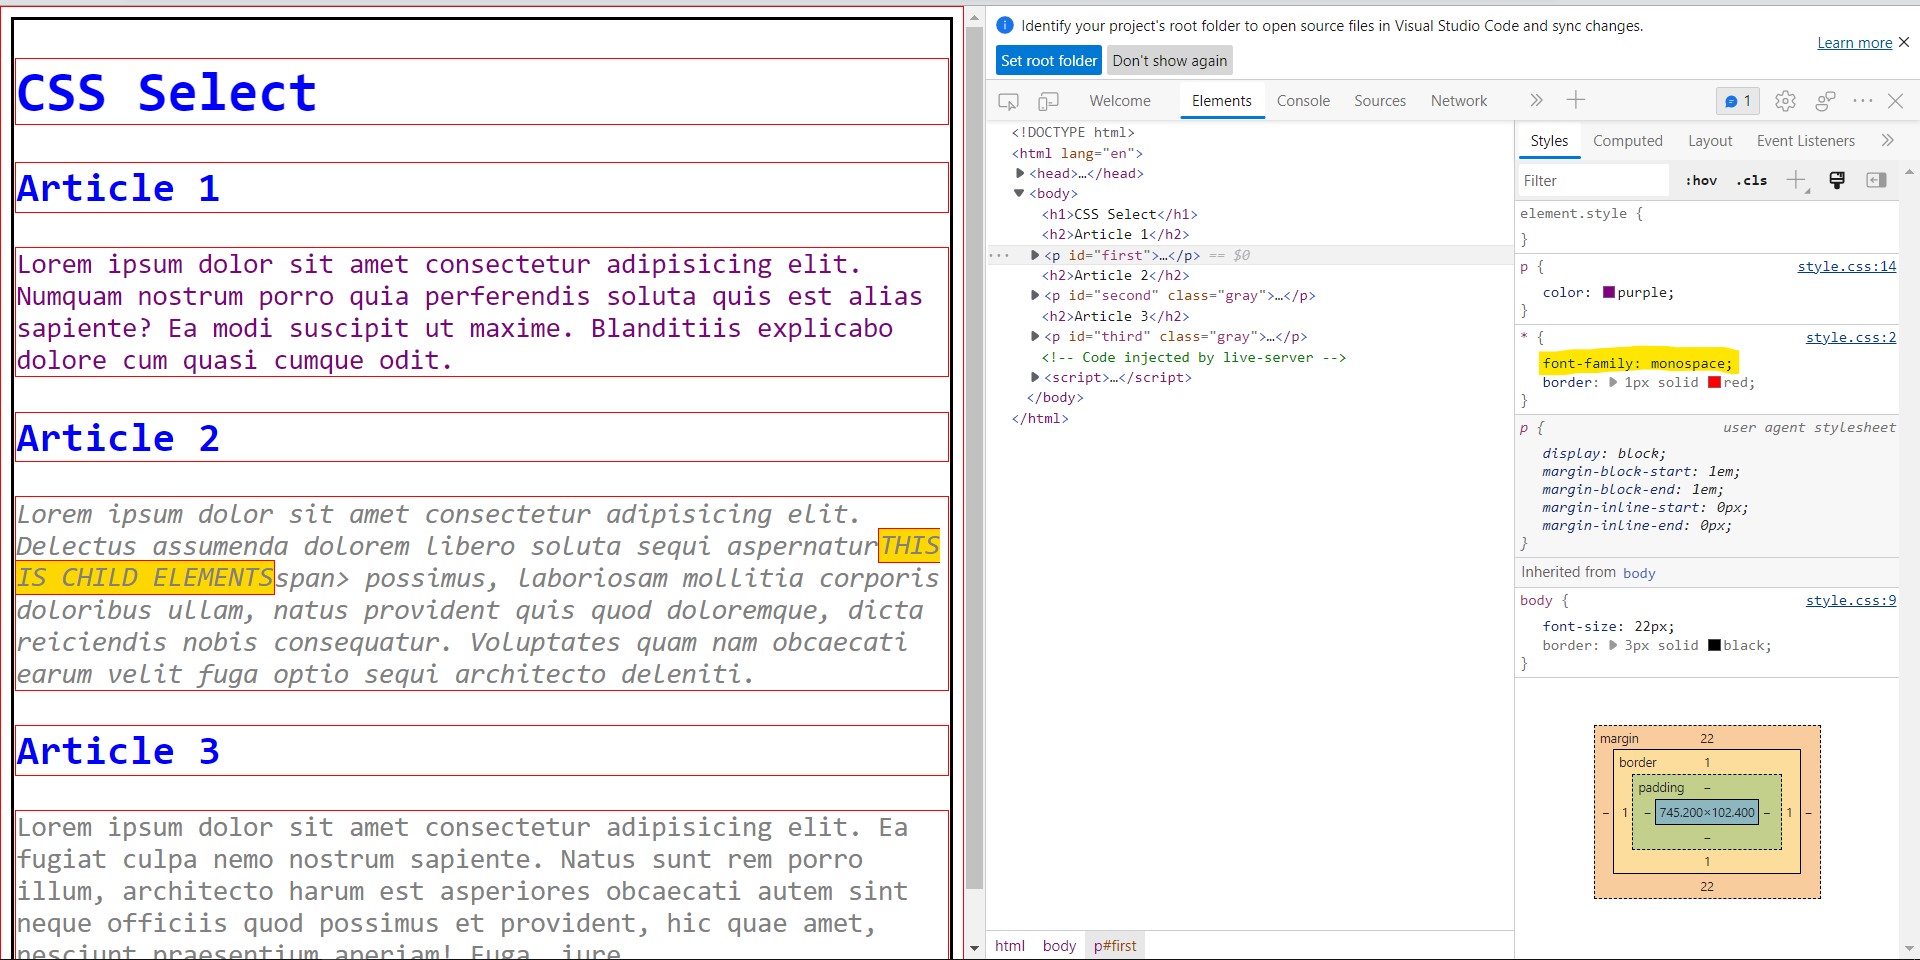 CSS Select
Article 1
Lorem ipsum dolor sit amet consectetur adipisicing elit.
Numquam nostrum porro quia perferendis soluta quis est alias
sapiente? Ea modi suscipit ut maxime. Blanditiis explicabo
dolore cum quasi cumque odit.
Article 2
Lorem ipsum dolor sit amet consectetur adipisicing elit.
Delectus assumenda dolorem libero soluta sequi aspernaturTHIS
IS CHILD ELEMENTSspan> possimus, laboriosam mollitia corporis
doloribus ullam, natus provident quis quod doloremque, dicta
reiciendis nobis consequatur. Voluptates quam nam obcaecati
earum velit fuga optio sequi architecto deleniti.
Article 3
Lorem ipsum dolor sit amet consectetur adipisicing elit. Ea
fugiat culpa nemo nostrum sapiente. Natus sunt rem porro
illum, architecto harum est asperiores obcaecati autem sint
neque officiis quod possimus et provident, hic quae amet,
nesciunt praesentium aperiam! Fuga, iure
Identify your project's root folder to open source files in Visual Studio Code and sync changes.
Learn more
Set root folder Don't show again
Welcome Elements Console Sources Network 1
<!DOCTYPE html>
<html lang="en">
<head>…</head>
<body>
<h1>CSS Select</h1>
<h2>Article 1</h2>
<p id="first">…</p> == $0
<h2>Article 2</h2>
<p id="second" class="gray">…</p>
<h2>Article 3</h2>
<p id="third" class="gray">…</p>
<!-- Code injected by live-server -->
<script>…</script>
</body>
</html>
html body p#first
Styles Computed Layout Event Listeners
Filter :hov .cls
element.style {
}
p { style.css:14
color: purple;
}
* { style.css:2
font-family: monospace;
border: 1px solid red;
}
p { user agent stylesheet
display: block;
margin-block-start: 1em;
margin-block-end: 1em;
margin-inline-start: 0px;
margin-inline-end: 0px;
}
Inherited from body
body { style.css:9
font-size: 22px;
border: 3px solid black;
}
margin 22
border 1
padding –
– 1 – 745.200×102.400 – 1 –
–
1
22